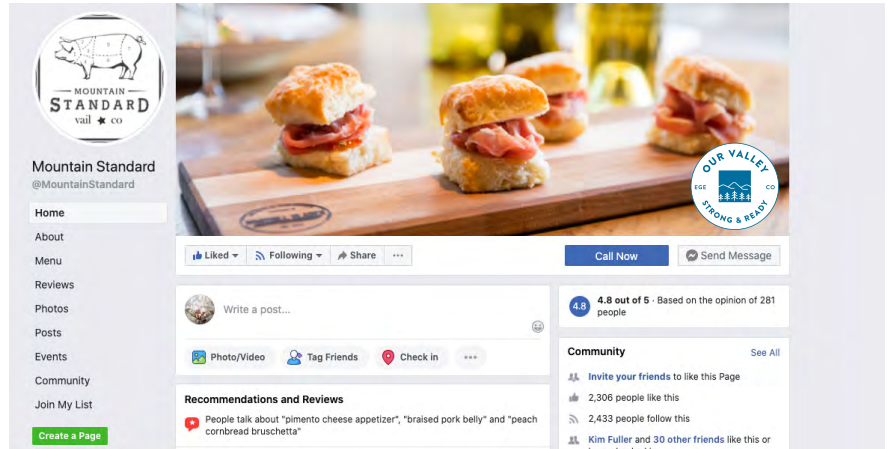 MOUNTAIN
STANDARD
vail ★ co
Mountain Standard
@MountainStandard
Home
About
Menu
Reviews
Photos
Posts
Events
Community
Join My List
Create a Page
OUR VALLEY
EGE CO
STRONG & READY
Liked
Following
Share
Call Now
Send Message
Write a post...
Photo/Video
Tag Friends
Check in
Recommendations and Reviews
People talk about "pimento cheese appetizer", "braised pork belly" and "peach
cornbread bruschetta"
4.8
4.8 out of 5 · Based on the opinion of 281
people
Community
See All
Invite your friends to like this Page
2,306 people like this
2,433 people follow this
Kim Fuller and 30 other friends like this or